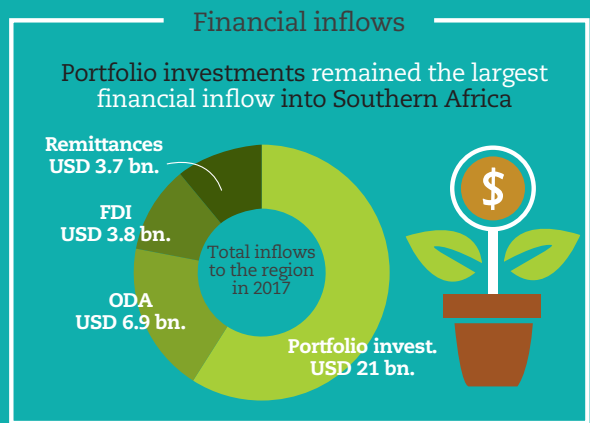 Financial inflows
Portfolio investments remained the largest
financial inflow into Southern Africa
Remittances
USD 3.7 bn.
FDI
USD 3.8 bn.
ODA
USD 6.9 bn.
Total inflows
to the region
in 2017
Portfolio invest.
USD 21 bn.
$